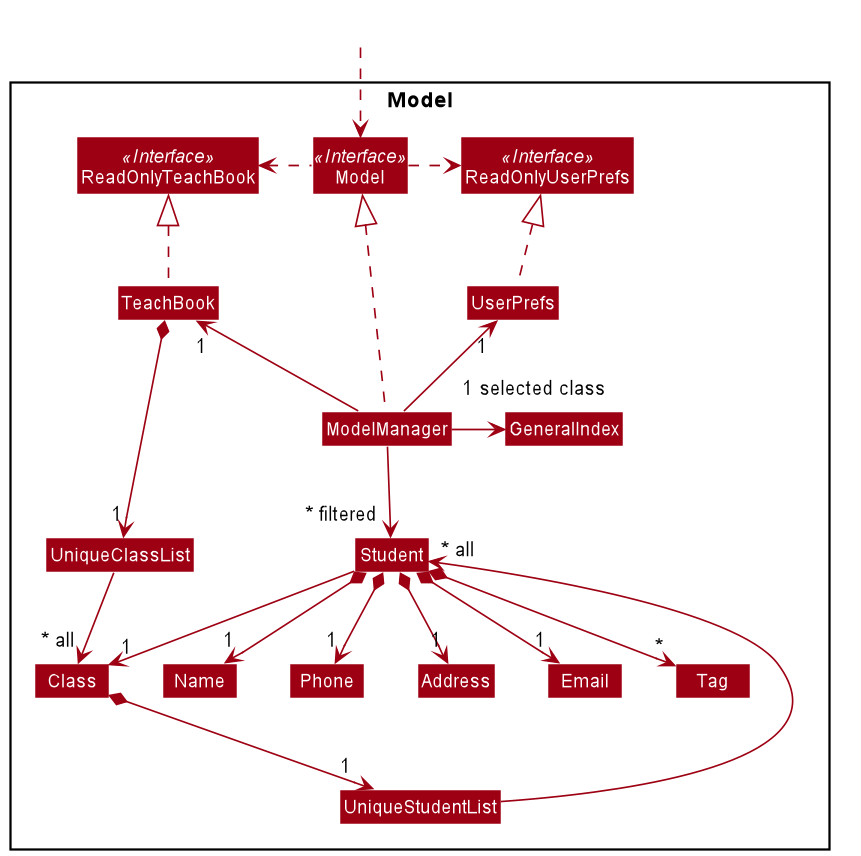 Model
«Interface»
ReadOnlyTeachBook
«Interface»
Model
«Interface»
ReadOnlyUserPrefs
TeachBook
UserPrefs
1
1
1 selected class
ModelManager
GeneralIndex
* filtered
1
UniqueClassList
Student
* all
* all
1
1
1
1
1
*
Class
Name
Phone
Address
Email
Tag
1
UniqueStudentList